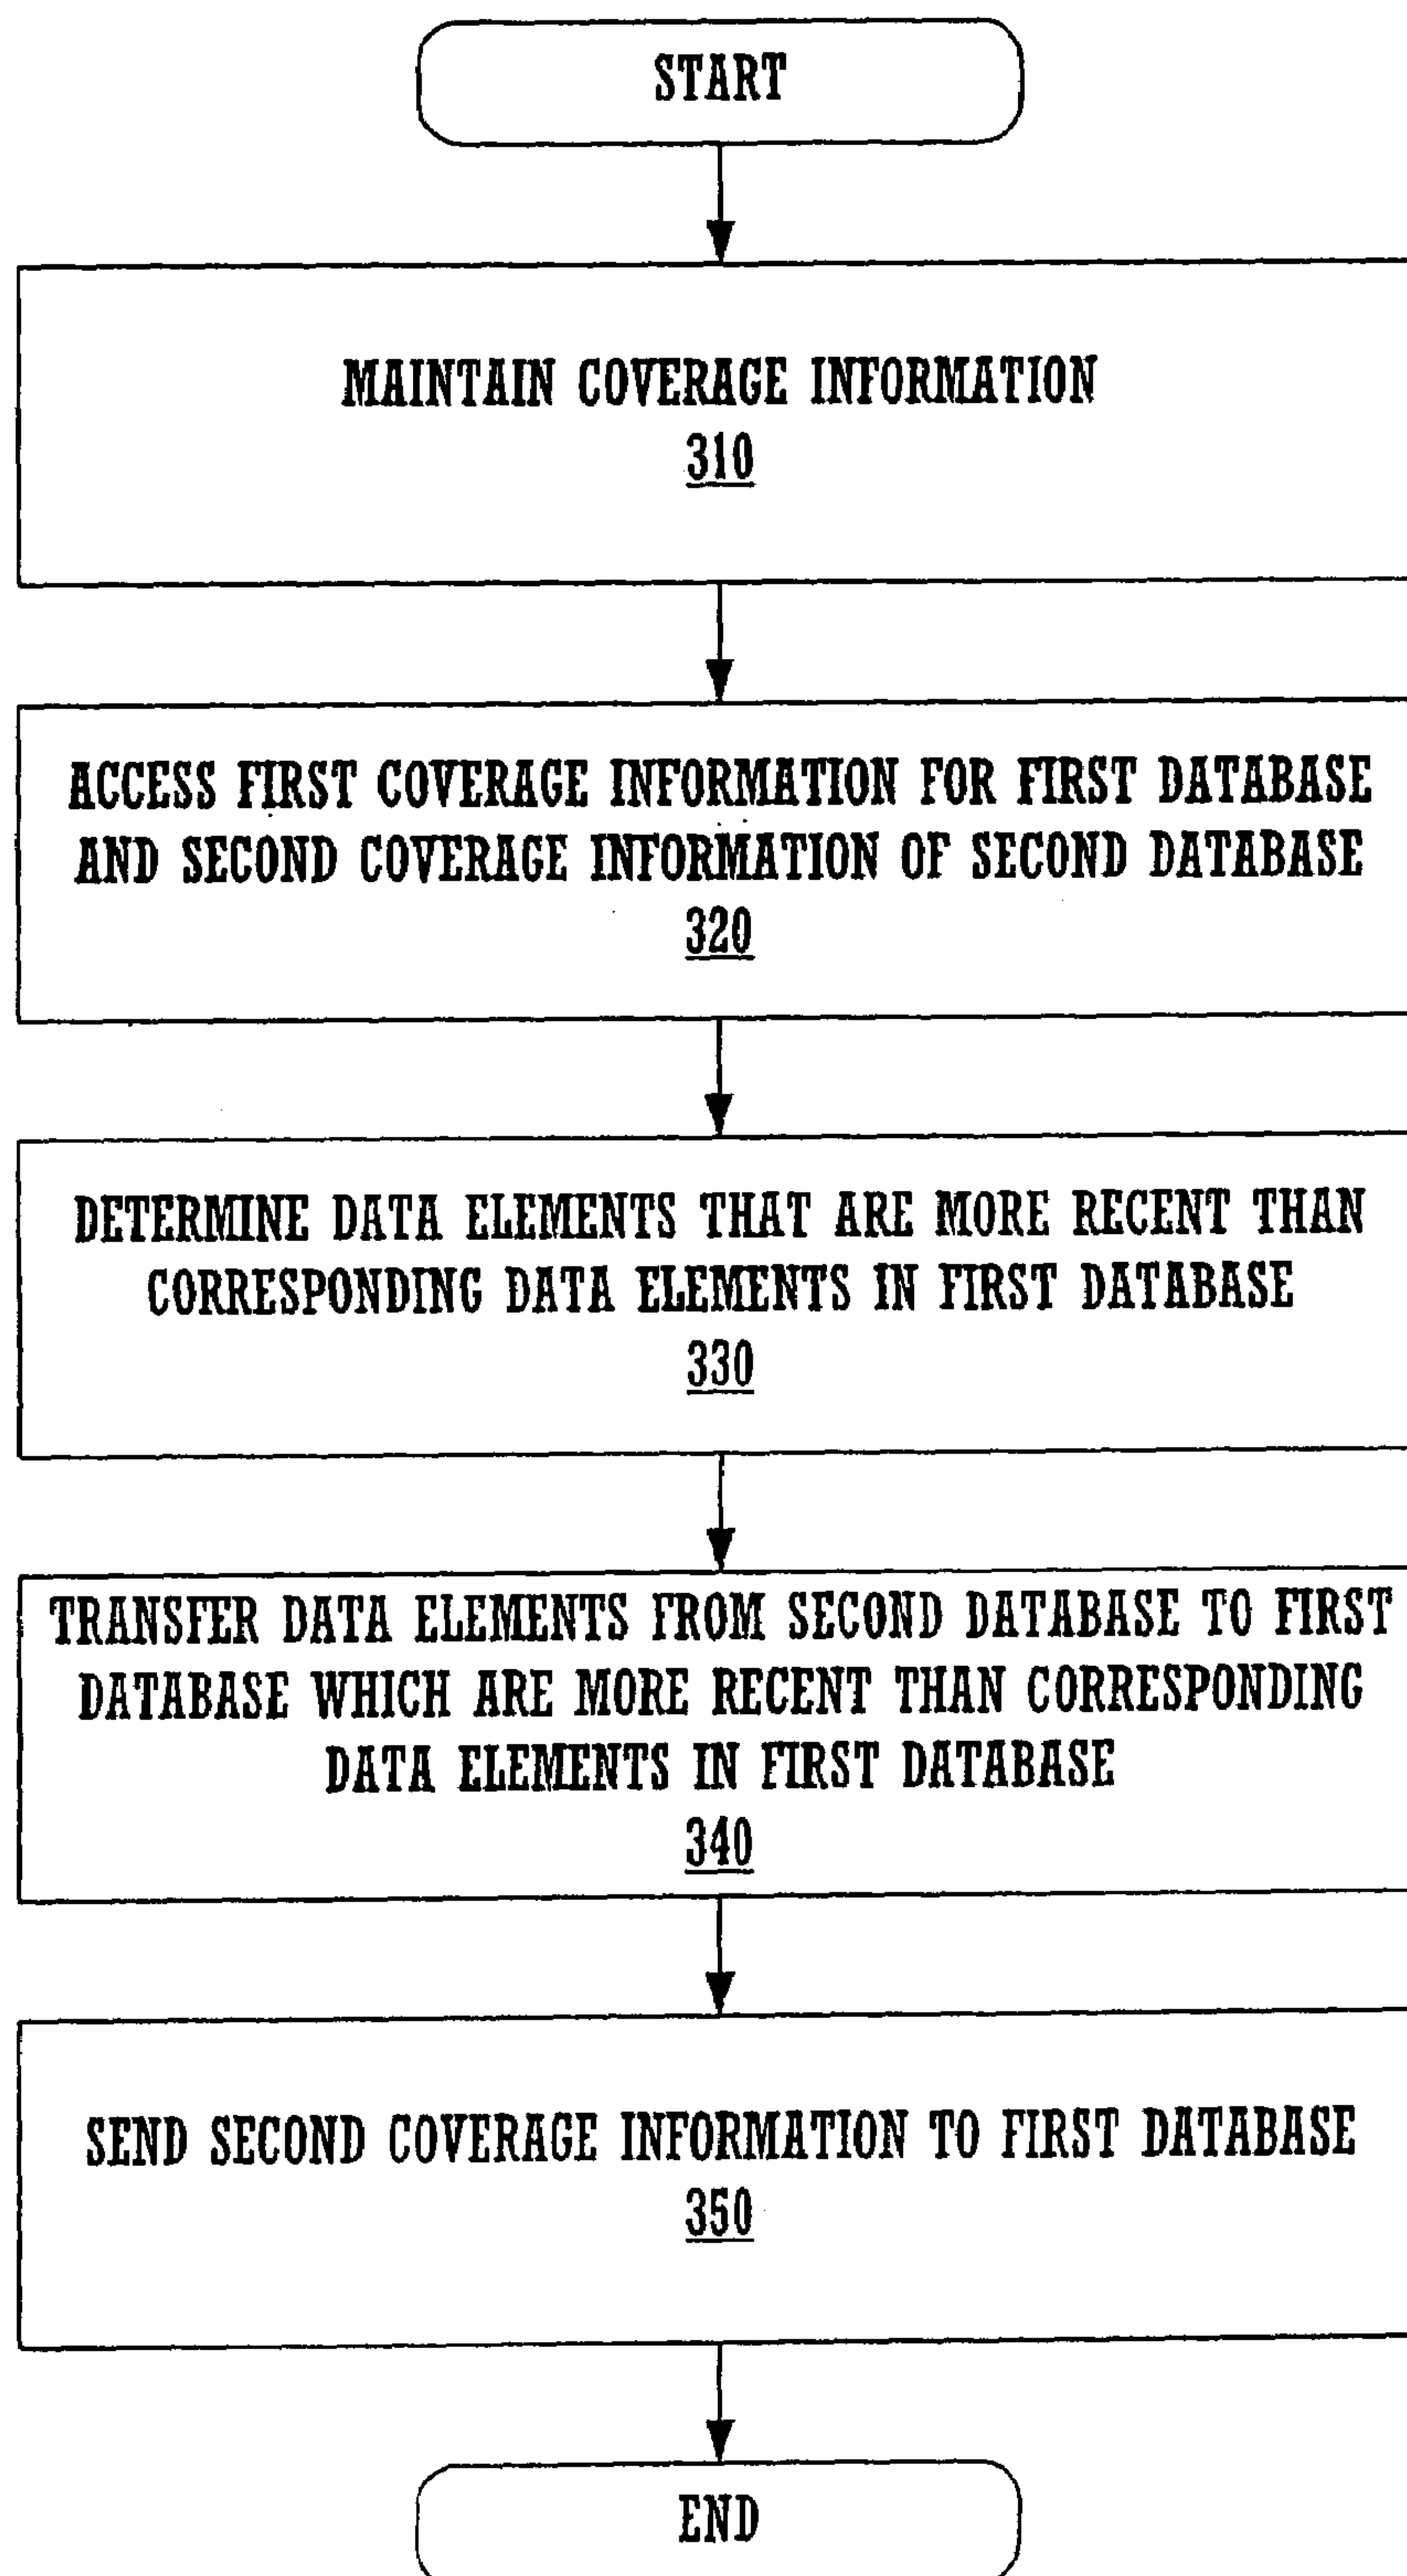 START
MAINTAIN COVERAGE INFORMATION
310
ACCESS FIRST COVERAGE INFORMATION FOR FIRST DATABASE
AND SECOND COVERAGE INFORMATION OF SECOND DATABASE
320
DETERMINE DATA ELEMENTS THAT ARE MORE RECENT THAN
CORRESPONDING DATA ELEMENTS IN FIRST DATABASE
330
TRANSFER DATA ELEMENTS FROM SECOND DATABASE TO FIRST
DATABASE WHICH ARE MORE RECENT THAN CORRESPONDING
DATA ELEMENTS IN FIRST DATABASE
340
SEND SECOND COVERAGE INFORMATION TO FIRST DATABASE
350
END